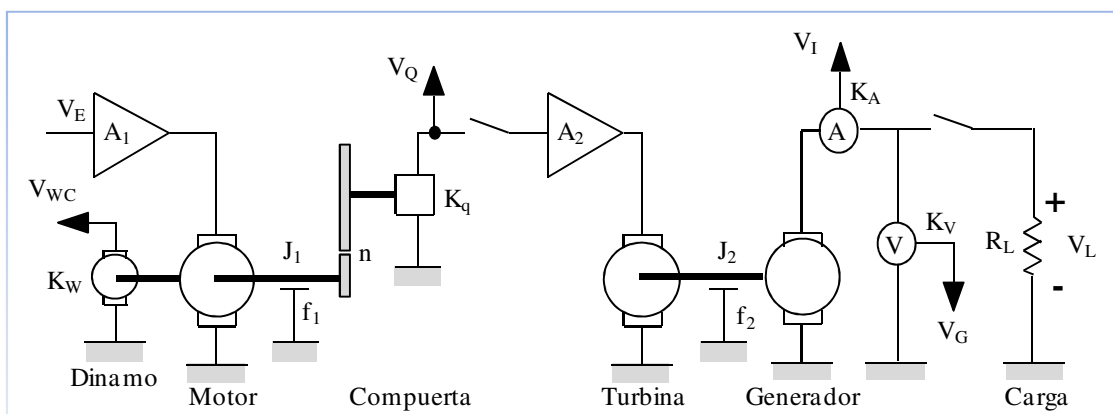 V_E
A_1
V_WC
K_W
J_1
f_1
n
V_Q
K_q
A_2
J_2
f_2
V_I
K_A
A
V
K_V
V_G
R_L
+
V_L
-
Dinamo
Motor
Compuerta
Turbina
Generador
Carga